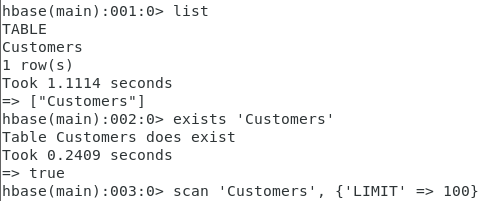 hbase(main):001:0> list
TABLE
Customers
1 row(s)
Took 1.1114 seconds
=> ["Customers"]
hbase(main):002:0> exists 'Customers'
Table Customers does exist
Took 0.2409 seconds
=> true
hbase(main):003:0> scan 'Customers', {'LIMIT' => 100}